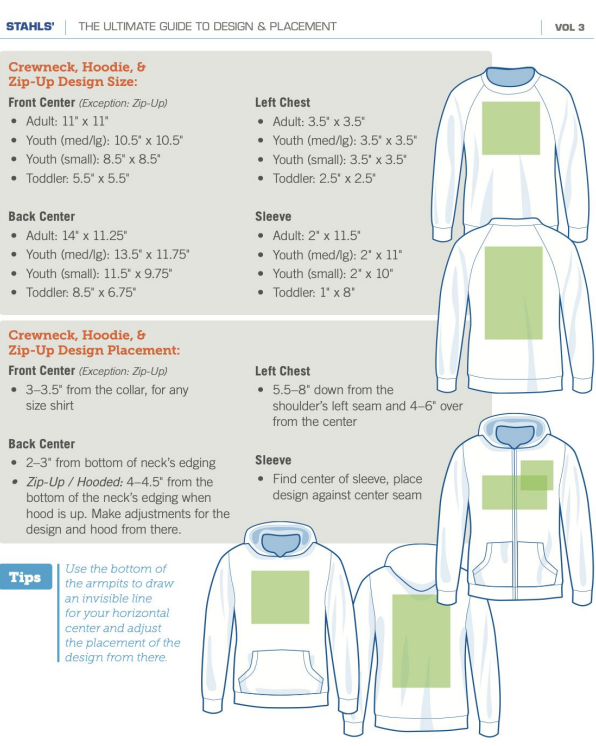 STAHLS' THE ULTIMATE GUIDE TO DESIGN & PLACEMENT VOL 3
Crewneck, Hoodie, &
Zip-Up Design Size:
Front Center (Exception: Zip-Up)
• Adult: 11" x 11"
• Youth (med/lg): 10.5" x 10.5"
• Youth (small): 8.5" x 8.5"
• Toddler: 5.5" x 5.5"
Left Chest
• Adult: 3.5" x 3.5"
• Youth (med/lg): 3.5" x 3.5"
• Youth (small): 3.5" x 3.5"
• Toddler: 2.5" x 2.5"
Back Center
• Adult: 14" x 11.25"
• Youth (med/lg): 13.5" x 11.75"
• Youth (small): 11.5" x 9.75"
• Toddler: 8.5" x 6.75"
Sleeve
• Adult: 2" x 11.5"
• Youth (med/lg): 2" x 11"
• Youth (small): 2" x 10"
• Toddler: 1" x 8"
Crewneck, Hoodie, &
Zip-Up Design Placement:
Front Center (Exception: Zip-Up)
• 3–3.5" from the collar, for any
size shirt
Left Chest
• 5.5–8" down from the
shoulder's left seam and 4–6" over
from the center
Back Center
• 2–3" from bottom of neck's edging
• Zip-Up / Hooded: 4–4.5" from the
bottom of the neck's edging when
hood is up. Make adjustments for the
design and hood from there.
Sleeve
• Find center of sleeve, place
design against center seam
Tips
Use the bottom of
the armpits to draw
an invisible line
for your horizontal
center and adjust
the placement of the
design from there.